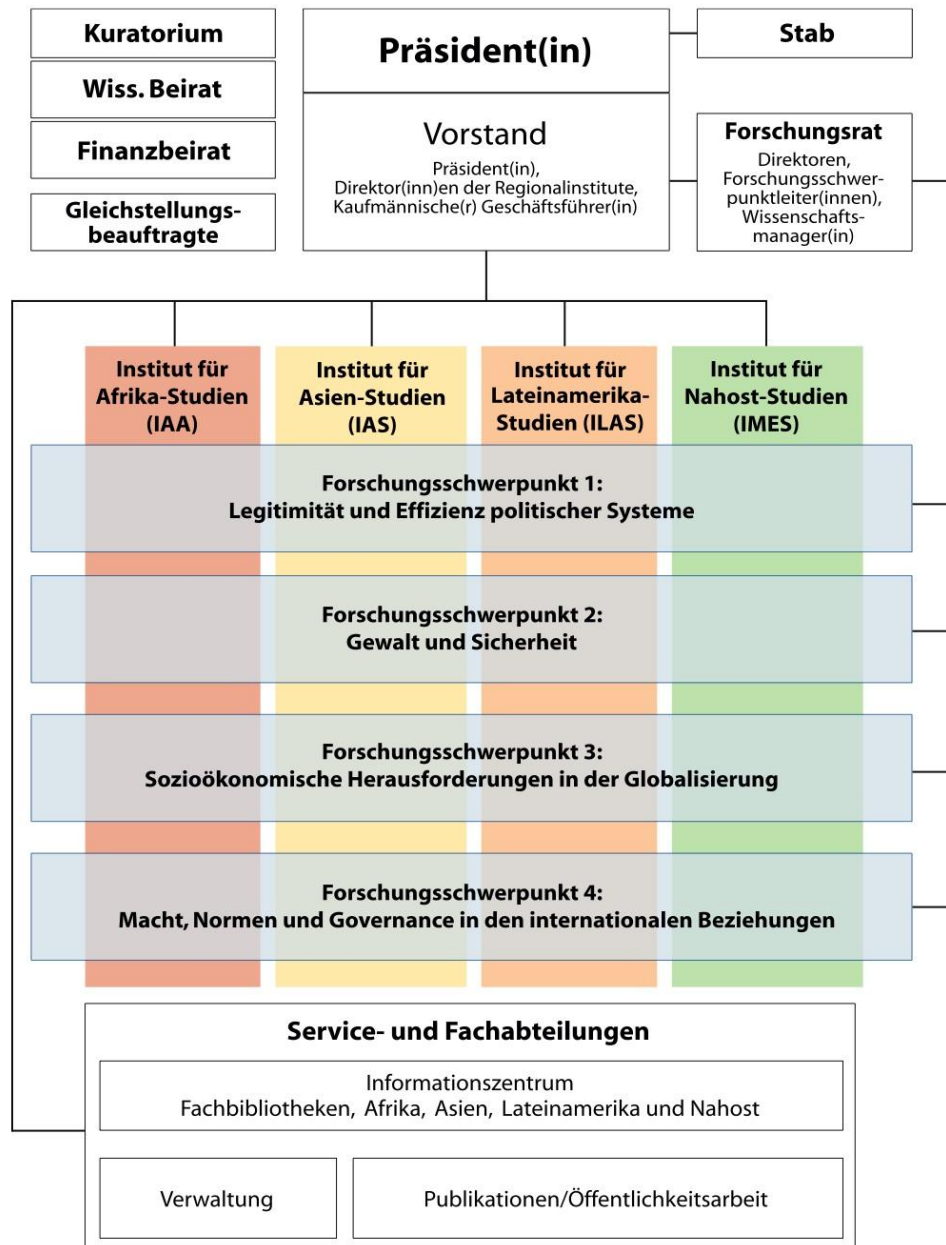 Kuratorium
Wiss. Beirat
Finanzbeirat
Gleichstellungs-
beauftragte
Präsident(in)
Vorstand
Präsident(in),
Direktor(inn)en der Regionalinstitute,
Kaufmännische(r) Geschäftsführer(in)
Stab
Forschungsrat
Direktoren,
Forschungsschwer-
punktleiter(innen),
Wissenschafts-
manager(in)
Institut für
Afrika-Studien
(IAA)
Institut für
Asien-Studien
(IAS)
Institut für
Lateinamerika-
Studien (ILAS)
Institut für
Nahost-Studien
(IMES)
Forschungsschwerpunkt 1:
Legitimität und Effizienz politischer Systeme
Forschungsschwerpunkt 2:
Gewalt und Sicherheit
Forschungsschwerpunkt 3:
Sozioökonomische Herausforderungen in der Globalisierung
Forschungsschwerpunkt 4:
Macht, Normen und Governance in den internationalen Beziehungen
Service- und Fachabteilungen
Informationszentrum
Fachbibliotheken, Afrika, Asien, Lateinamerika und Nahost
Verwaltung
Publikationen/Öffentlichkeitsarbeit